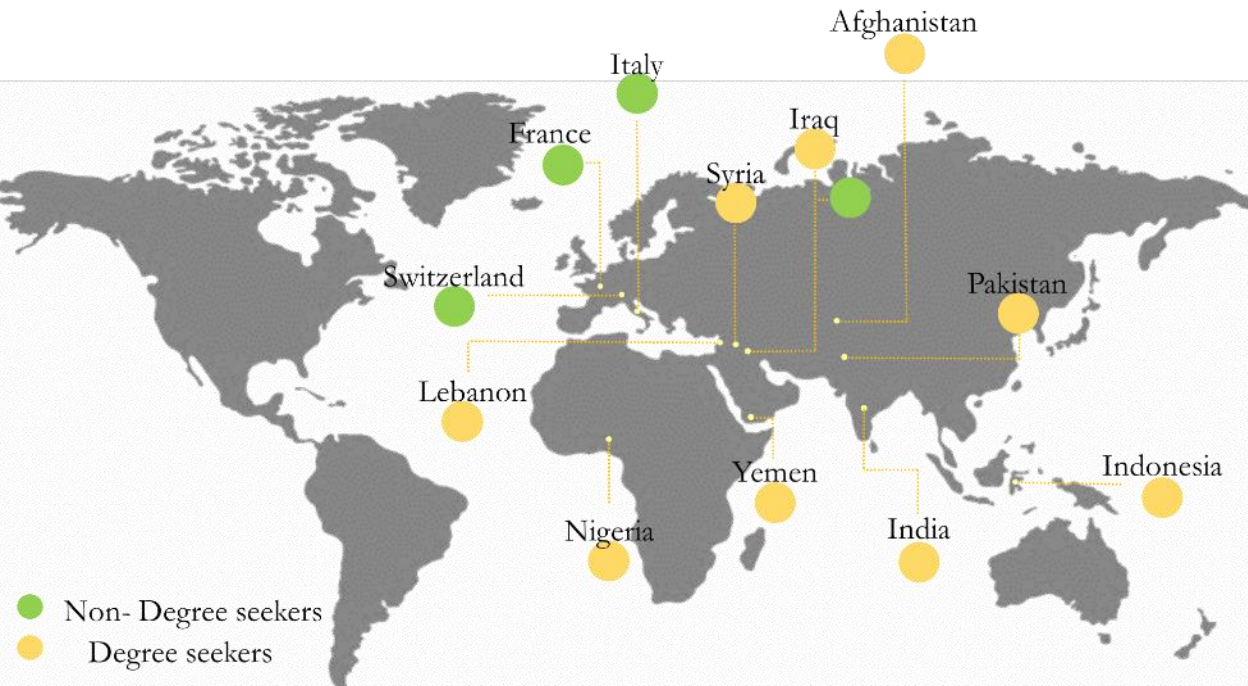 Afghanistan
Italy
Iraq
France
Syria
Switzerland
Pakistan
Lebanon
Yemen
Indonesia
Nigeria
India
Non- Degree seekers
Degree seekers